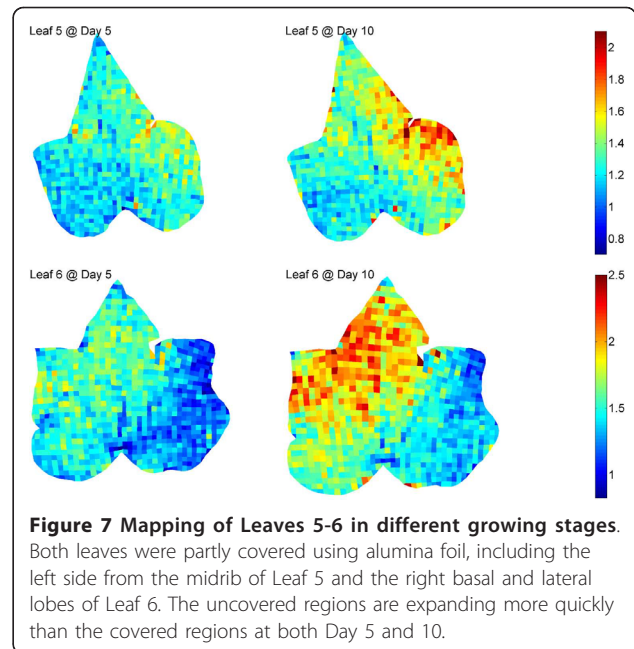 Leaf 5 @ Day 5
Leaf 5 @ Day 10
2
1.8
1.6
1.4
1.2
1
0.8
Leaf 6 @ Day 5
Leaf 6 @ Day 10
2.5
2
1.5
1
Figure 7 Mapping of Leaves 5-6 in different growing stages.
Both leaves were partly covered using alumina foil, including the
left side from the midrib of Leaf 5 and the right basal and lateral
lobes of Leaf 6. The uncovered regions are expanding more quickly
than the covered regions at both Day 5 and 10.